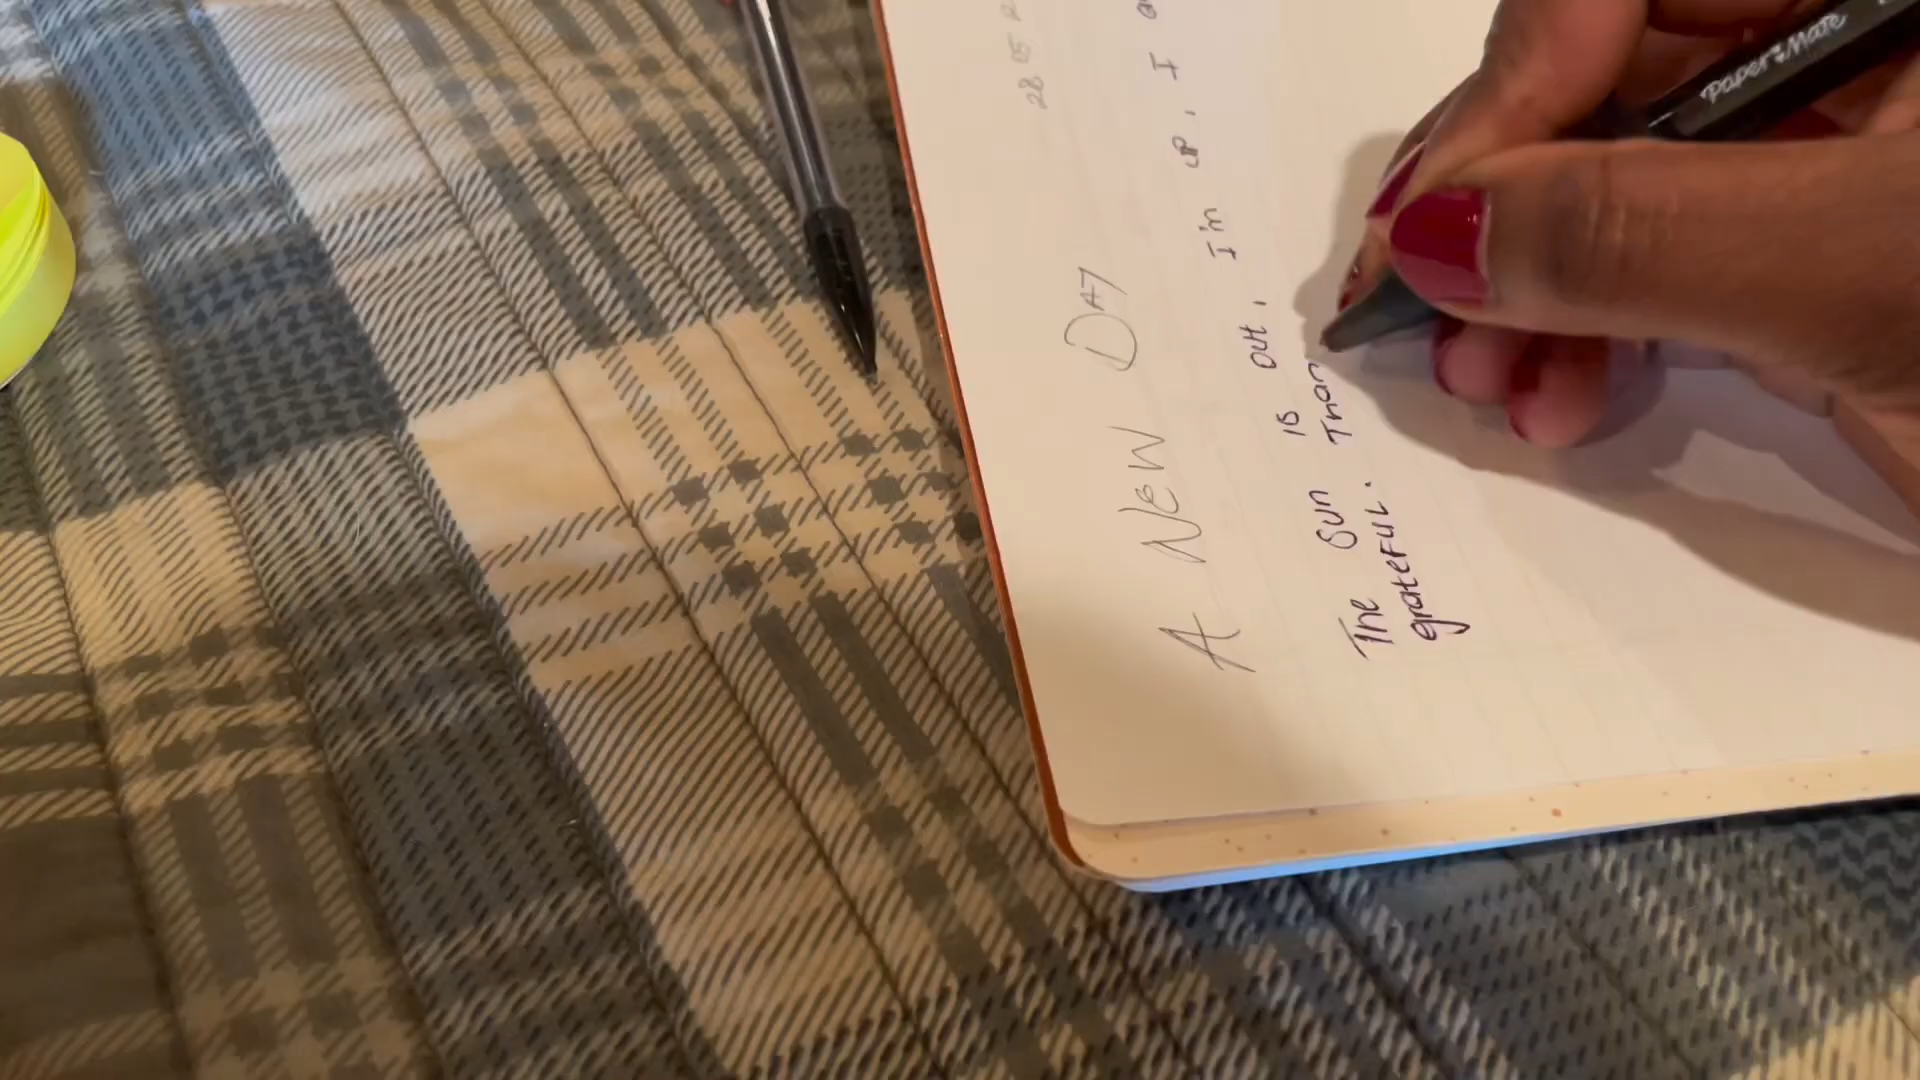 A New DAY
The sun is out, I'm up, I
grateful. Than
28 05
Paper Mate